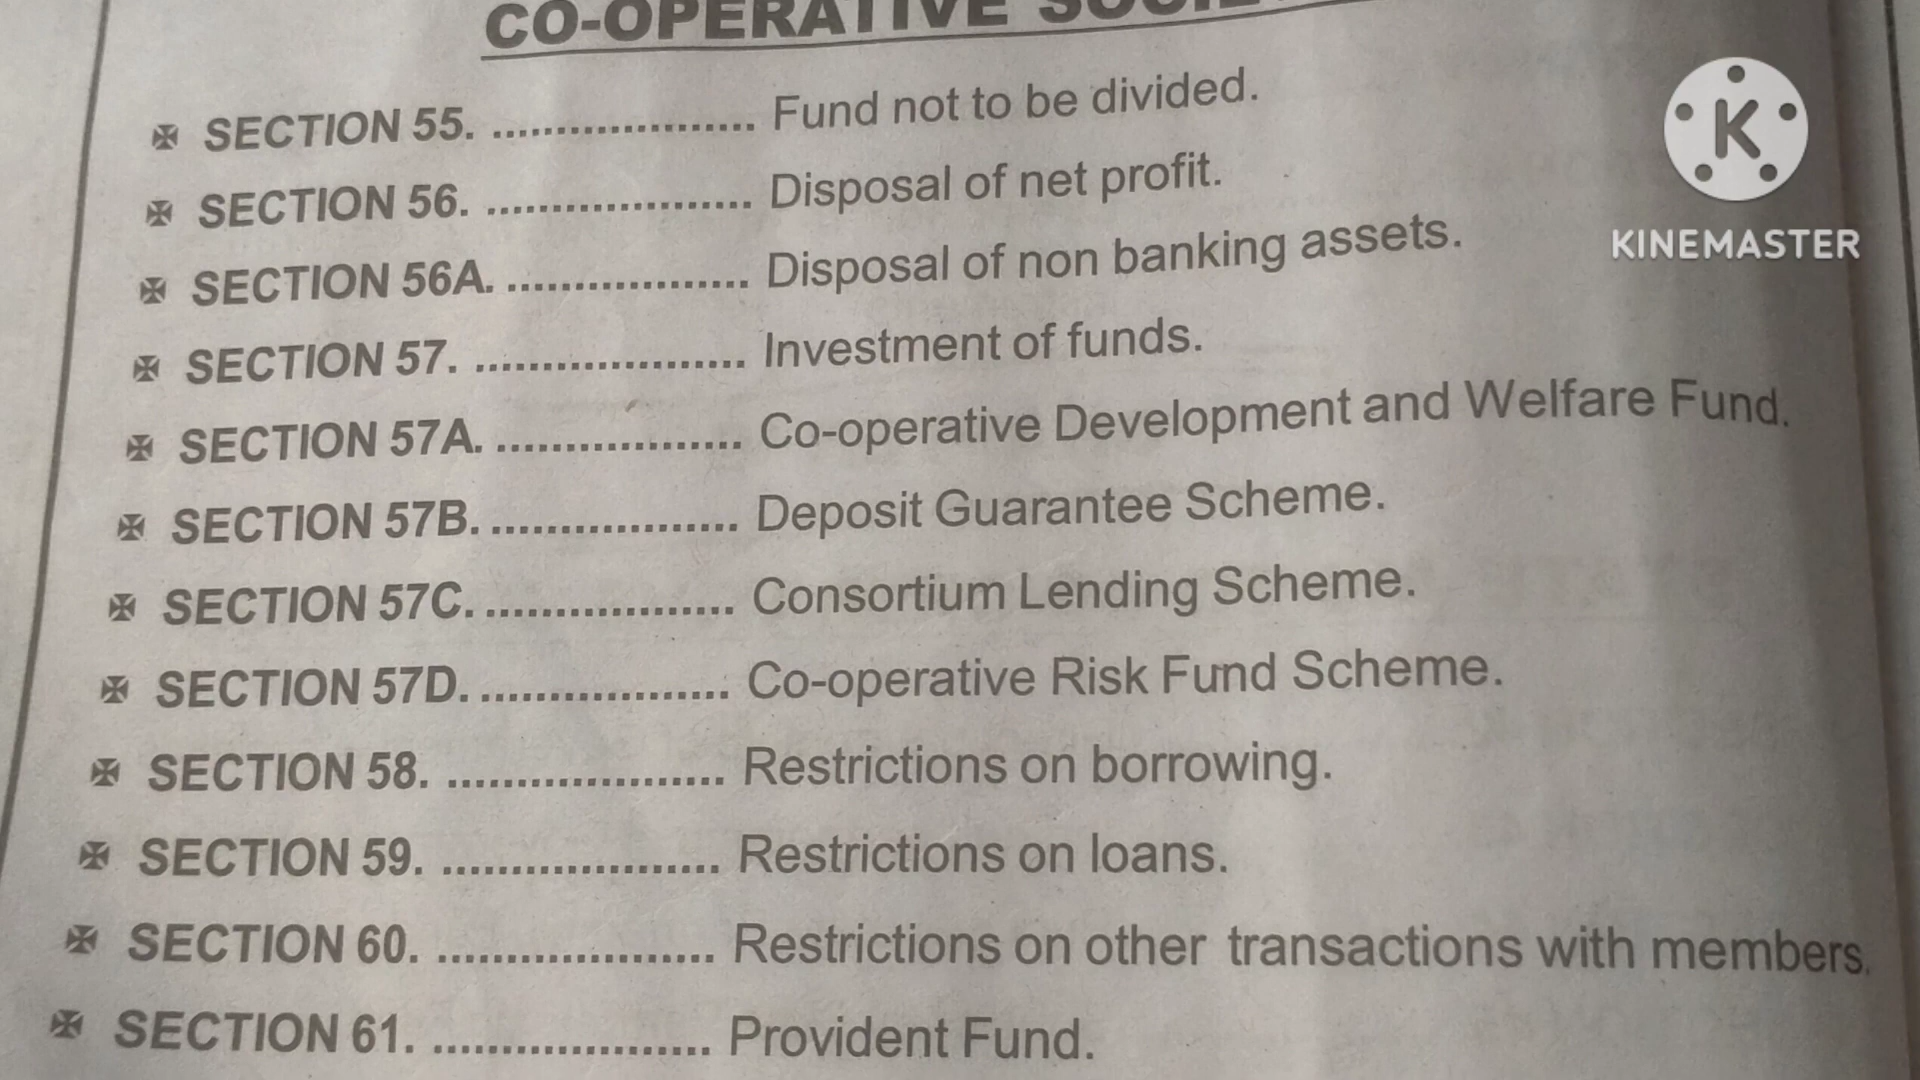 CO-OPERATIVE
✠ SECTION 55. .................... Fund not to be divided.
✠ SECTION 56. .................... Disposal of net profit.
✠ SECTION 56A. .................. Disposal of non banking assets.
✠ SECTION 57. .................... Investment of funds.
✠ SECTION 57A. .................. Co-operative Development and Welfare Fund.
✠ SECTION 57B. .................. Deposit Guarantee Scheme.
✠ SECTION 57C. .................. Consortium Lending Scheme.
✠ SECTION 57D. .................. Co-operative Risk Fund Scheme.
✠ SECTION 58. .................... Restrictions on borrowing.
✠ SECTION 59. .................... Restrictions on loans.
✠ SECTION 60. .................... Restrictions on other transactions with members.
✠ SECTION 61. .................... Provident Fund.
K
KINEMASTER